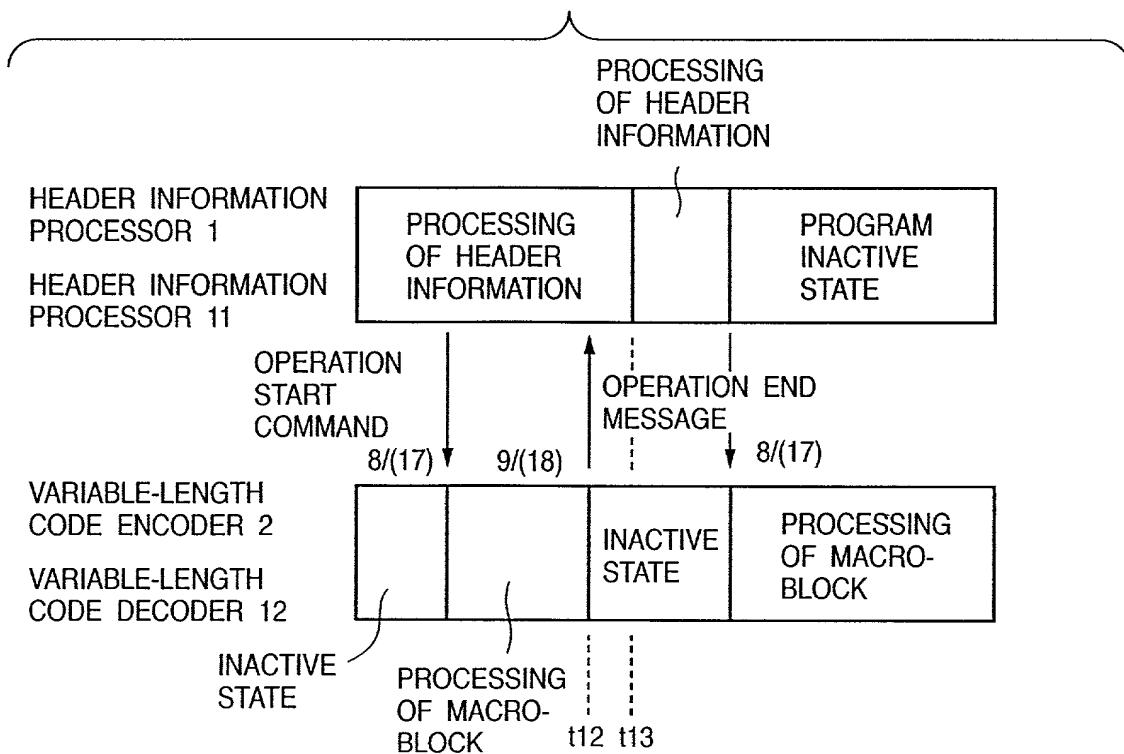 PROCESSING
OF HEADER
INFORMATION
HEADER INFORMATION
PROCESSOR 1
HEADER INFORMATION
PROCESSOR 11
PROCESSING
OF HEADER
INFORMATION
PROGRAM
INACTIVE
STATE
OPERATION
START
COMMAND
OPERATION END
MESSAGE
8/(17)
9/(18)
8/(17)
VARIABLE-LENGTH
CODE ENCODER 2
VARIABLE-LENGTH
CODE DECODER 12
INACTIVE
STATE
PROCESSING
OF MACRO-
BLOCK
INACTIVE
STATE
PROCESSING
OF MACRO-
BLOCK
t12 t13